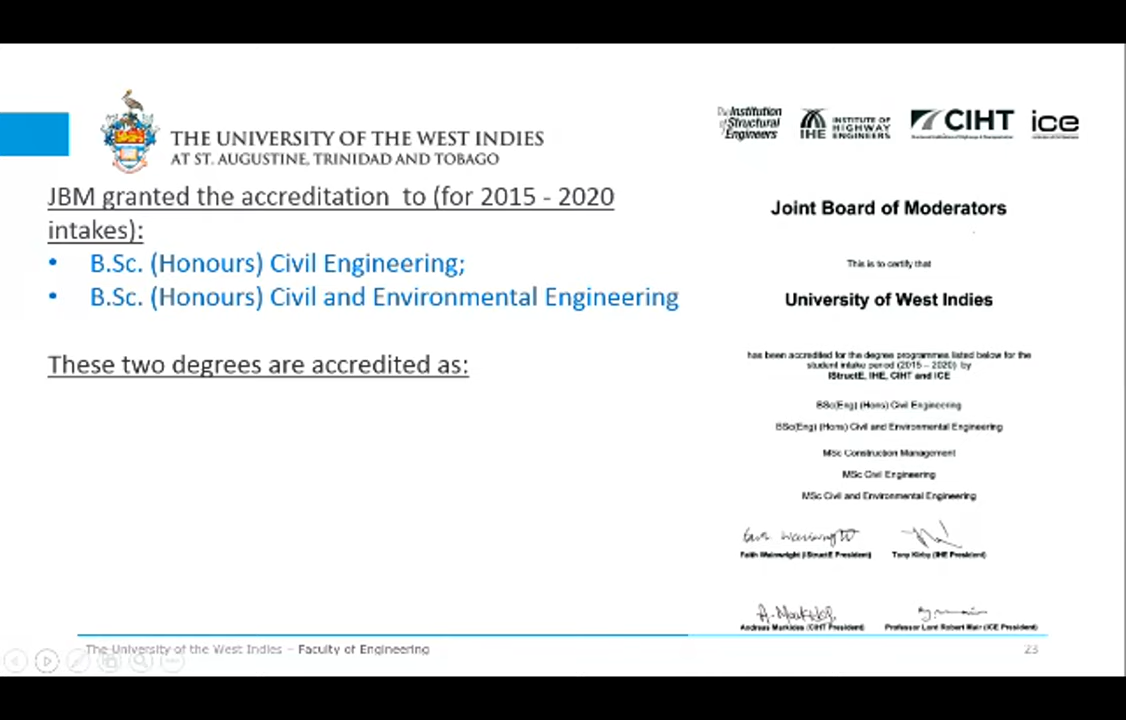 THE UNIVERSITY OF THE WEST INDIES
AT ST. AUGUSTINE, TRINIDAD AND TOBAGO
JBM granted the accreditation to (for 2015 - 2020
intakes):
• B.Sc. (Honours) Civil Engineering;
• B.Sc. (Honours) Civil and Environmental Engineering
These two degrees are accredited as:
The Institution
of Structural
Engineers
IHE INSTITUTE OF
HIGHWAY
ENGINEERS
CIHT
ice
Joint Board of Moderators
This is to certify that
University of West Indies
has been accredited for the degree programmes listed below for the
student intake period (2015 – 2020) by
IStructE, IHE, CIHT and ICE
BSc(Eng) (Hons) Civil Engineering
BSc(Eng) (Hons) Civil and Environmental Engineering
MSc Construction Management
MSc Civil Engineering
MSc Civil and Environmental Engineering
Faith Wainwright (IStructE President)
Tony Kirby (IHE President)
Andreas Markides (CIHT President)
Professor Lord Robert Mair (ICE President)
The University of the West Indies – Faculty of Engineering
23